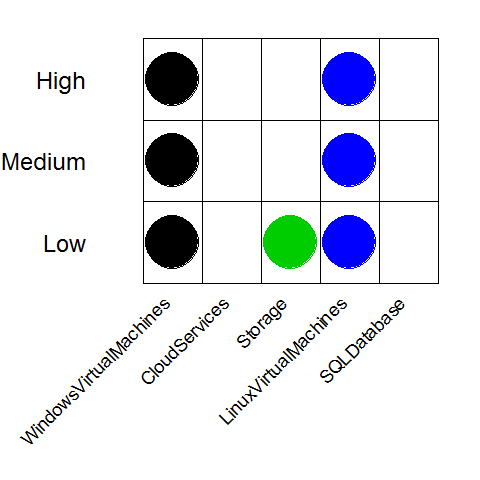 High
Medium
Low
WindowsVirtualMachines
CloudServices
Storage
LinuxVirtualMachines
SQLDatabase